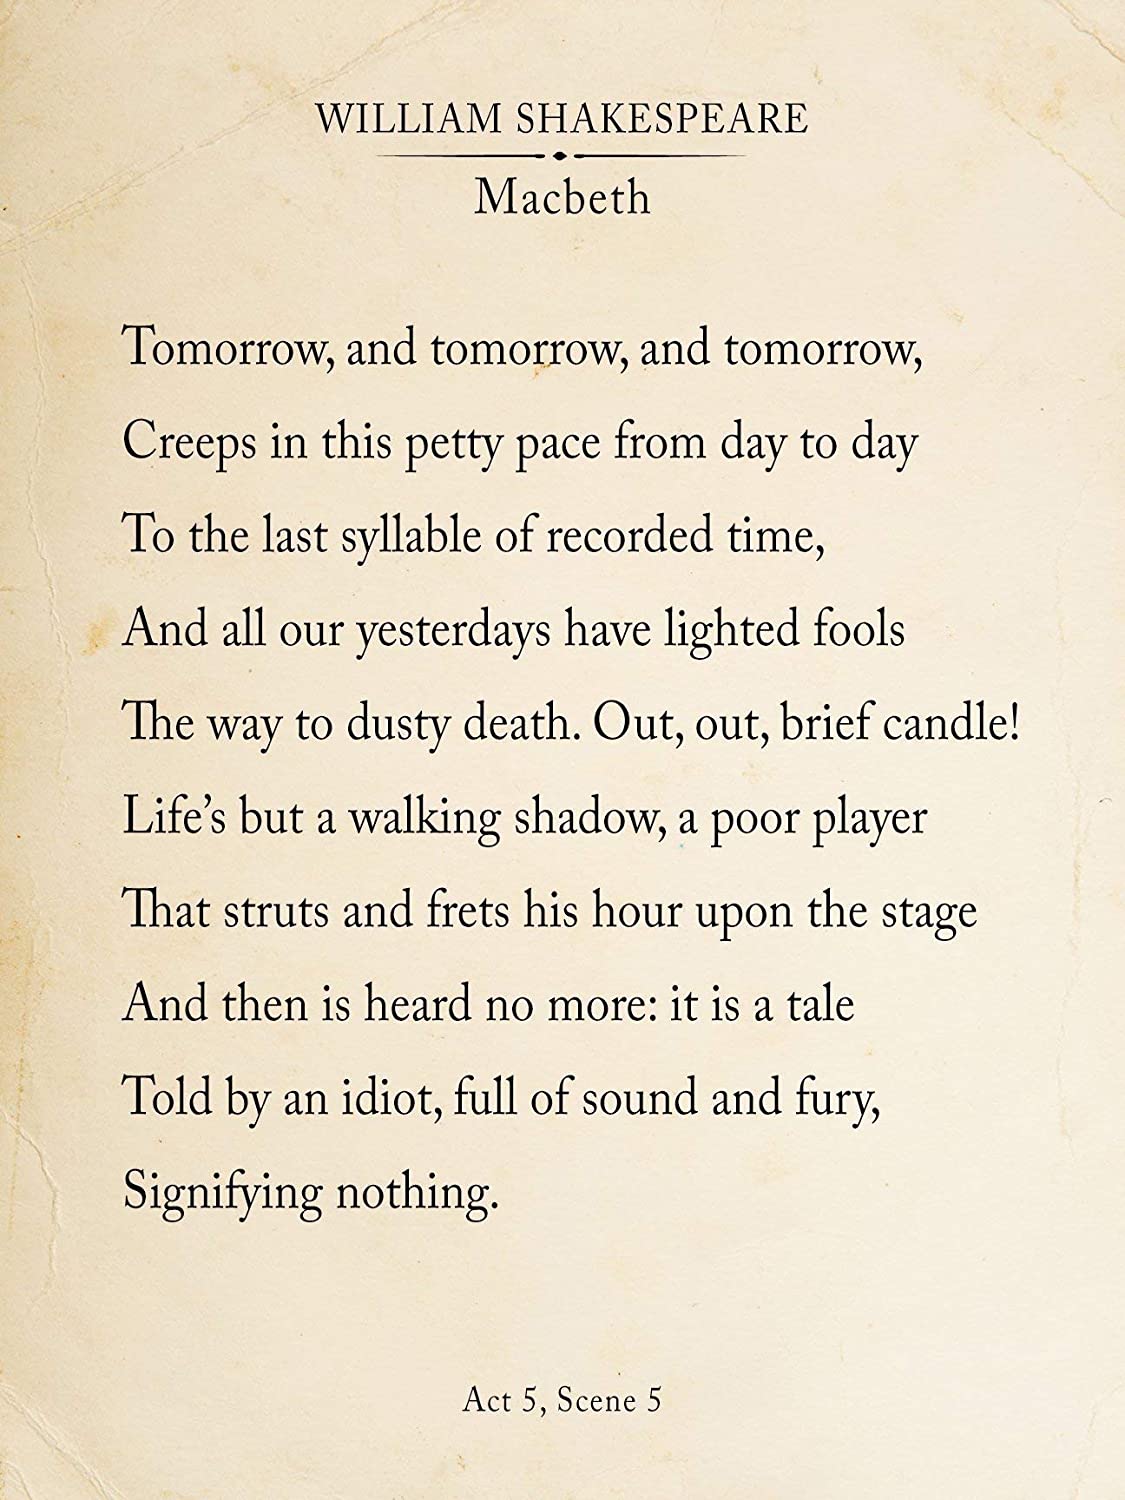 WILLIAM SHAKESPEARE
Macbeth
Tomorrow, and tomorrow, and tomorrow,
Creeps in this petty pace from day to day
To the last syllable of recorded time,
And all our yesterdays have lighted fools
The way to dusty death. Out, out, brief candle!
Life’s but a walking shadow, a poor player
That struts and frets his hour upon the stage
And then is heard no more: it is a tale
Told by an idiot, full of sound and fury,
Signifying nothing.
Act 5, Scene 5